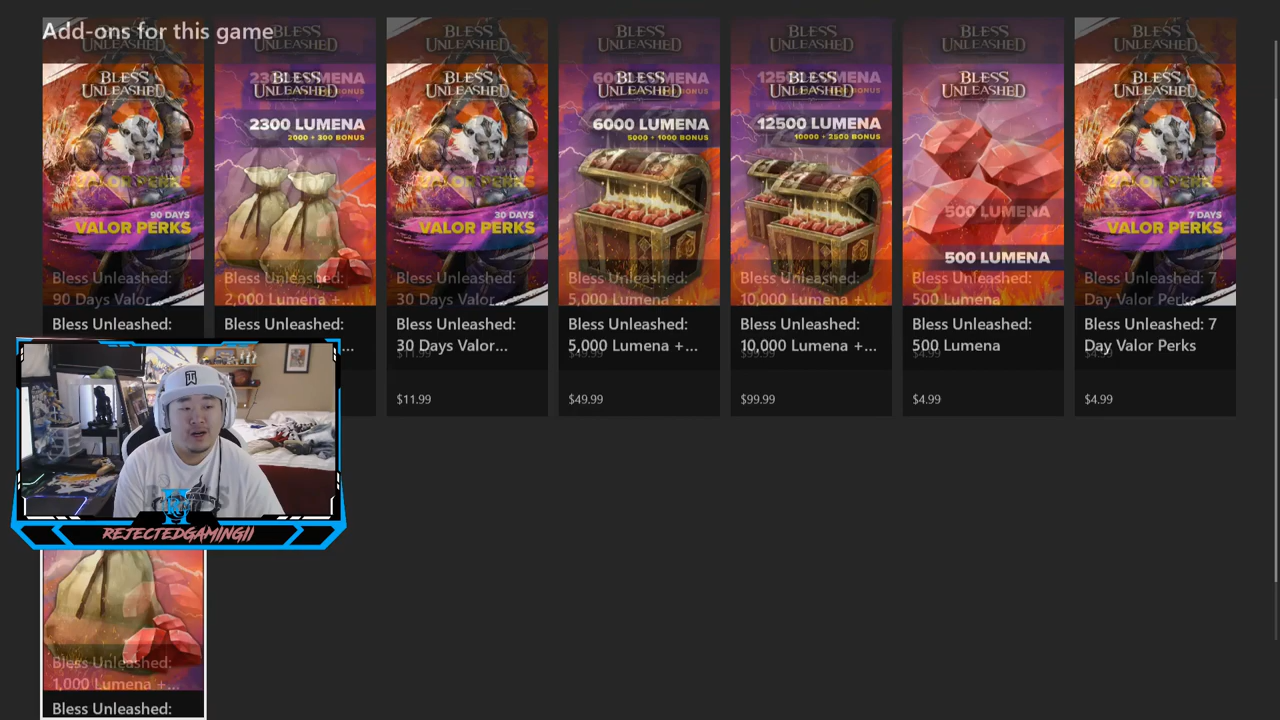 Add-ons for this game
BLESS
UNLEASHED
90 DAYS
VALOR PERKS
Bless Unleashed:
90 Days Valor
Bless Unleashed:
BLESS
UNLEASHED
2300 LUMENA
2000 + 300 BONUS
Bless Unleashed:
2,000 Lumena +...
Bless Unleashed:
BLESS
UNLEASHED
30 DAYS
VALOR PERKS
Bless Unleashed:
30 Days Valor
Bless Unleashed:
30 Days Valor...
$11.99
BLESS
UNLEASHED
6000 LUMENA
5000 + 1000 BONUS
Bless Unleashed:
5,000 Lumena +...
Bless Unleashed:
5,000 Lumena +...
$49.99
BLESS
UNLEASHED
12500 LUMENA
10000 + 2500 BONUS
Bless Unleashed:
10,000 Lumena +...
Bless Unleashed:
10,000 Lumena +...
$99.99
BLESS
UNLEASHED
500 LUMENA
500 LUMENA
Bless Unleashed:
500 Lumena
Bless Unleashed:
500 Lumena
$4.99
BLESS
UNLEASHED
7 DAYS
VALOR PERKS
Bless Unleashed: 7
Day Valor Perks
Bless Unleashed: 7
Day Valor Perks
$4.99
REJECTEDGAMINGII
Bless Unleashed:
1,000 Lumena +...
Bless Unleashed: